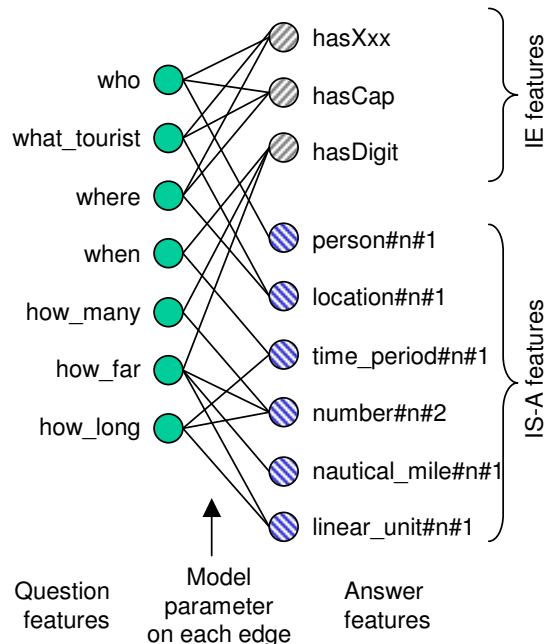 who
what_tourist
where
when
how_many
how_far
how_long
hasXxx
hasCap
hasDigit
person#n#1
location#n#1
time_period#n#1
number#n#2
nautical_mile#n#1
linear_unit#n#1
IE features
IS-A features
Question
features
Model
parameter
on each edge
Answer
features